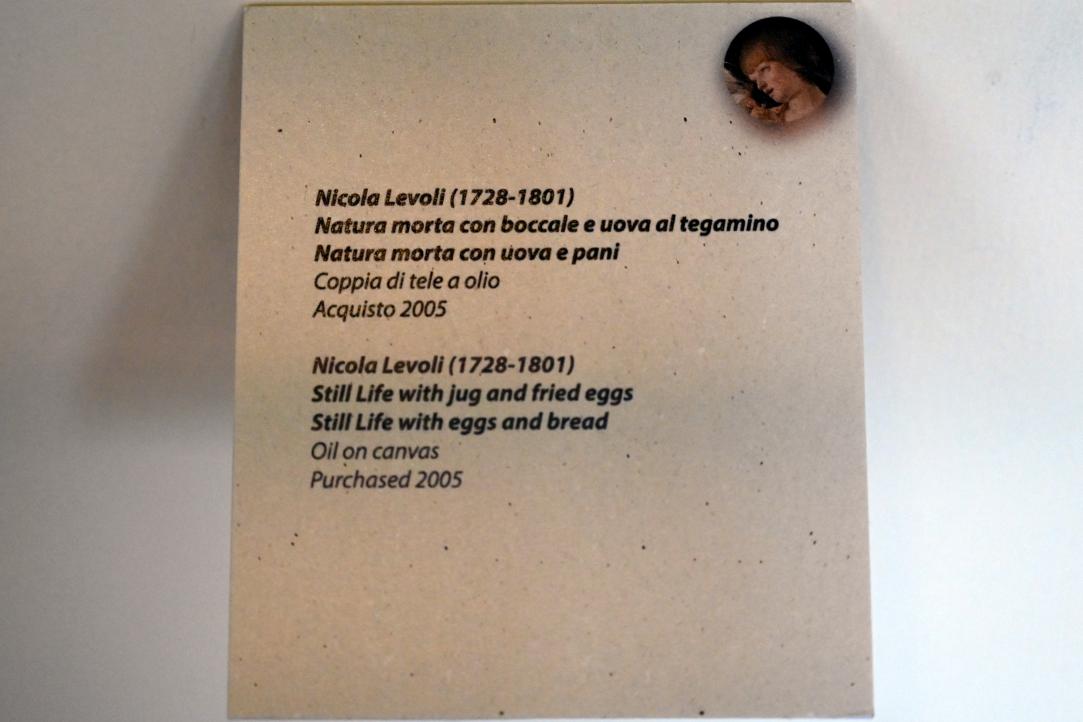 Nicola Levoli (1728-1801)
Natura morta con boccale e uova al tegamino
Natura morta con uova e pani
Coppia di tele a olio
Acquisto 2005
Nicola Levoli (1728-1801)
Still Life with jug and fried eggs
Still Life with eggs and bread
Oil on canvas
Purchased 2005